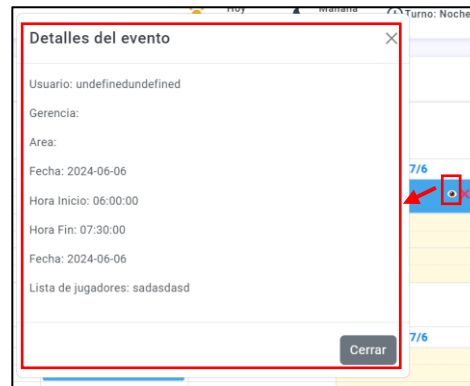 Hoy
Mañana
Turno: Noche
Detalles del evento
Usuario: undefinedundefined
Gerencia:
Area:
Fecha: 2024-06-06
7/6
Hora Inicio: 06:00:00
Hora Fin: 07:30:00
Fecha: 2024-06-06
Lista de jugadores: sadasdasd
7/6
Cerrar